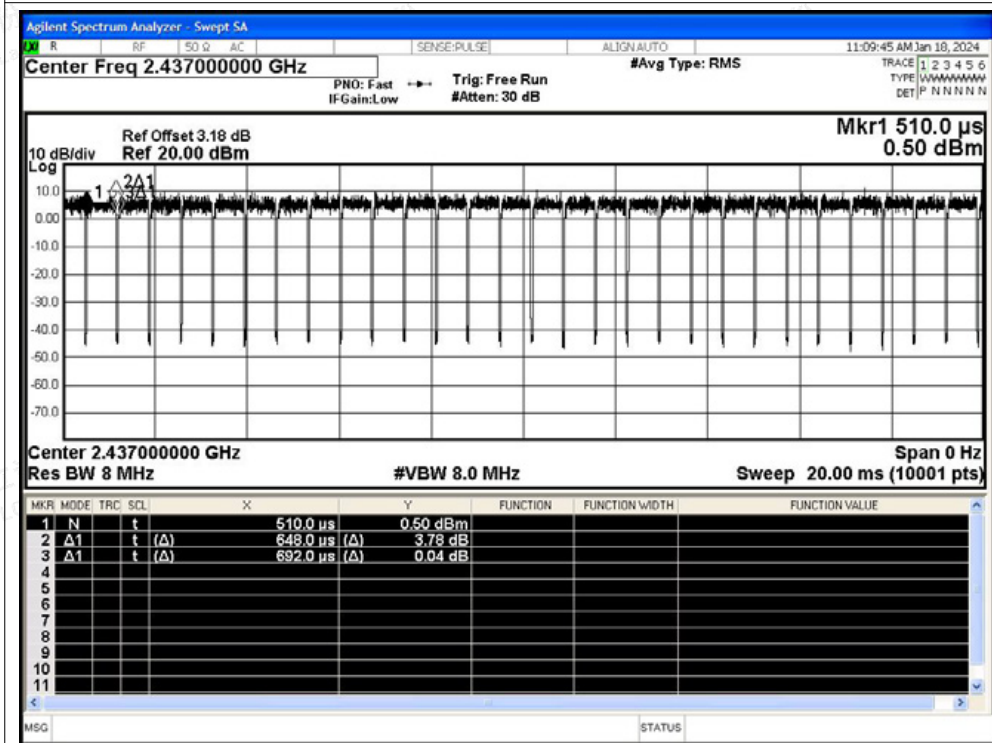 Agilent Spectrum Analyzer - Swept SA
LXI R RF 50 Ω AC SENSE:PULSE ALIGN AUTO 11:09:45 AM Jan 18, 2024
Center Freq 2.437000000 GHz #Avg Type: RMS TRACE 1 2 3 4 5 6
PNO: Fast Trig: Free Run TYPE WWWWWW
IFGain:Low #Atten: 30 dB DET P N N N N N
Mkr1 510.0 µs
Ref Offset 3.18 dB
10 dB/div Ref 20.00 dBm 0.50 dBm
Log
10.0
1 2Δ1
3Δ1
0.00
-10.0
-20.0
-30.0
-40.0
-50.0
-60.0
-70.0
Center 2.437000000 GHz Span 0 Hz
Res BW 8 MHz #VBW 8.0 MHz Sweep 20.00 ms (10001 pts)
MKR MODE TRC SCL X Y FUNCTION FUNCTION WIDTH FUNCTION VALUE
1 N t 510.0 µs 0.50 dBm
2 Δ1 t (Δ) 648.0 µs (Δ) 3.78 dB
3 Δ1 t (Δ) 692.0 µs (Δ) 0.04 dB
4
5
6
7
8
9
10
11
MSG STATUS